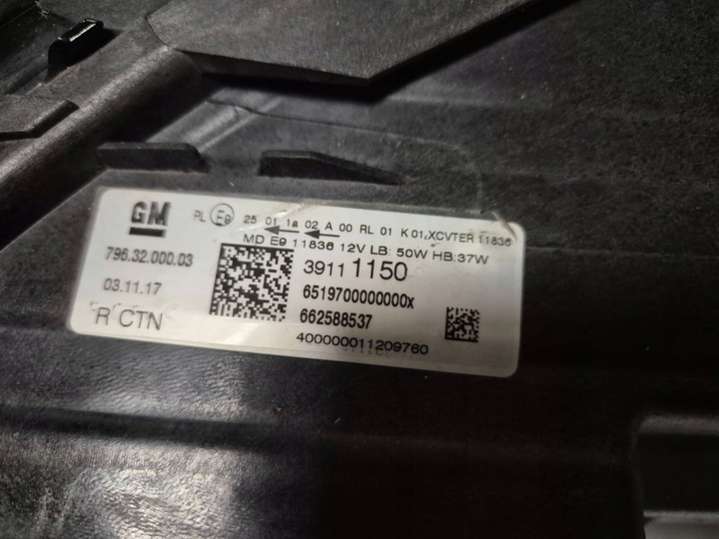 GM
PL E9 25 01 1a 02 A 00 RL 01 K 01,XCVTER 11836
MD E9 11836 12V LB: 50W HB:37W
796.32.000.03
39111150
03.11.17
6519700000000x
R CTN
662588537
400000011209760